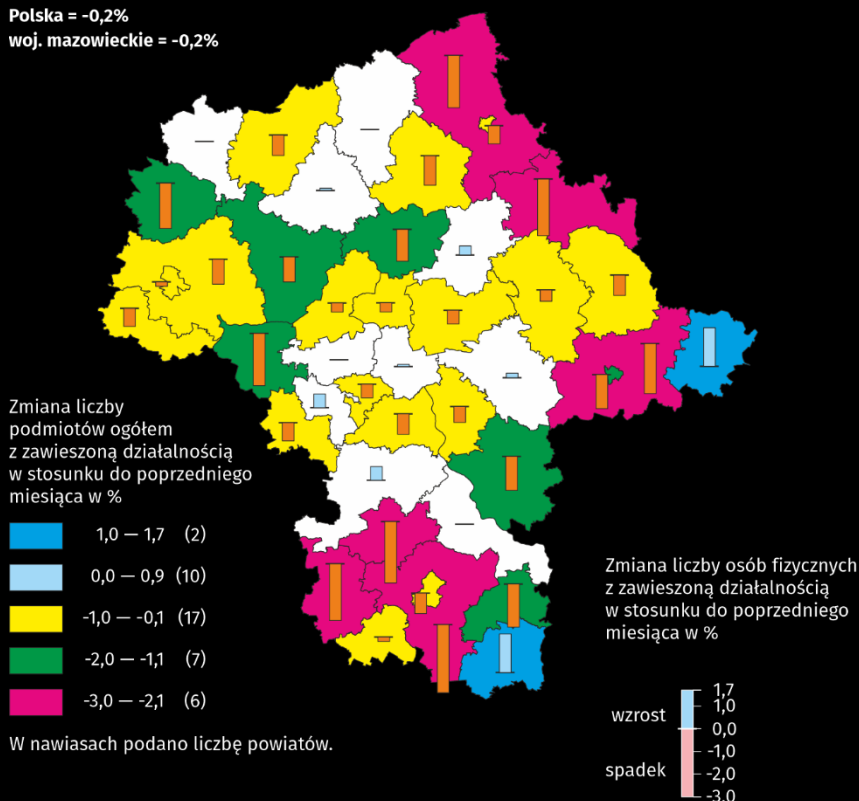 Polska = -0,2%
woj. mazowieckie = -0,2%
Zmiana liczby
podmiotów ogółem
z zawieszoną działalnością
w stosunku do poprzedniego
miesiąca w %
1,0 — 1,7 (2)
0,0 — 0,9 (10)
-1,0 — -0,1 (17)
-2,0 — -1,1 (7)
-3,0 — -2,1 (6)
W nawiasach podano liczbę powiatów.
Zmiana liczby osób fizycznych
z zawieszoną działalnością
w stosunku do poprzedniego
miesiąca w %
wzrost
spadek
1,7
1,0
0,0
-1,0
-2,0
-3,0